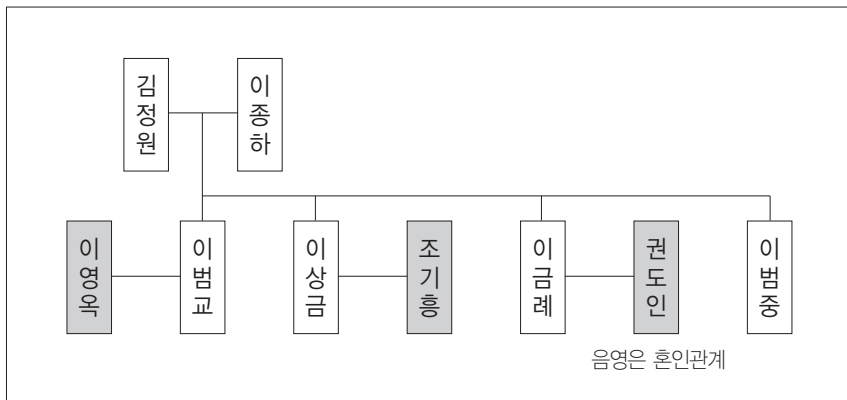 김정원
이종하
이영옥
이범교
이상금
조기흥
이금례
권도인
이범중
음영은 혼인관계